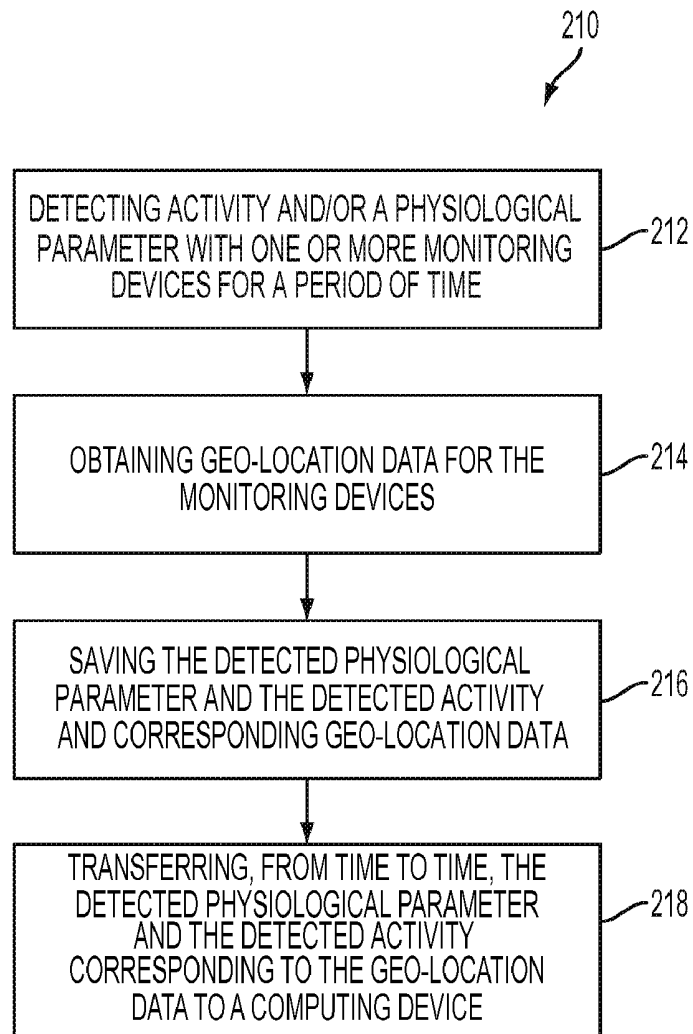 210
DETECTING ACTIVITY AND/OR A PHYSIOLOGICAL
PARAMETER WITH ONE OR MORE MONITORING
DEVICES FOR A PERIOD OF TIME
212
OBTAINING GEO-LOCATION DATA FOR THE
MONITORING DEVICES
214
SAVING THE DETECTED PHYSIOLOGICAL
PARAMETER AND THE DETECTED ACTIVITY
AND CORRESPONDING GEO-LOCATION DATA
216
TRANSFERRING, FROM TIME TO TIME, THE
DETECTED PHYSIOLOGICAL PARAMETER
AND THE DETECTED ACTIVITY
CORRESPONDING TO THE GEO-LOCATION
DATA TO A COMPUTING DEVICE
218